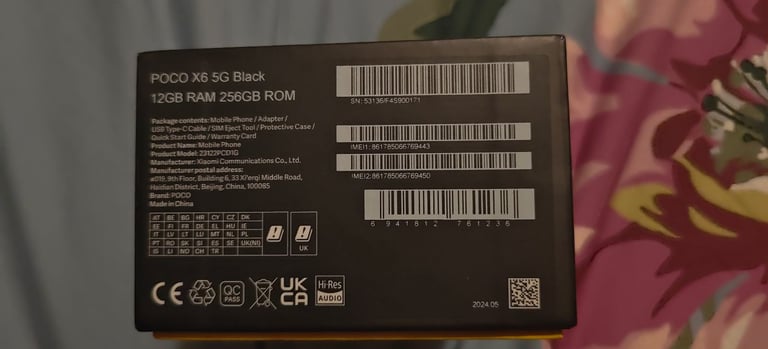 POCO X6 5G Black
12GB RAM 256GB ROM
Package contents: Mobile Phone / Adapter /
USB Type-C Cable / SIM Eject Tool / Protective Case /
Quick Start Guide / Warranty Card
Product Name: Mobile Phone
Product Model: 23122PCD1G
Manufacturer: Xiaomi Communications Co., Ltd.
Manufacturer postal address:
#019, 9th Floor, Building 6, 33 Xi'erqi Middle Road,
Haidian District, Beijing, China, 100085
Brand: POCO
Made in China
AT BE BG HR CY CZ DK
EE FI FR DE EL HU IE
IT LV LT LU MT NL PL
PT RO SK SI ES SE UK(NI)
IS LI NO CH TR
UK
CE
QC
PASS
UK
CA
Hi-Res
AUDIO
SN: 53136/F4S900171
IMEI1: 861785066769443
IMEI2: 861785066769450
6 941812 761236
2024.05